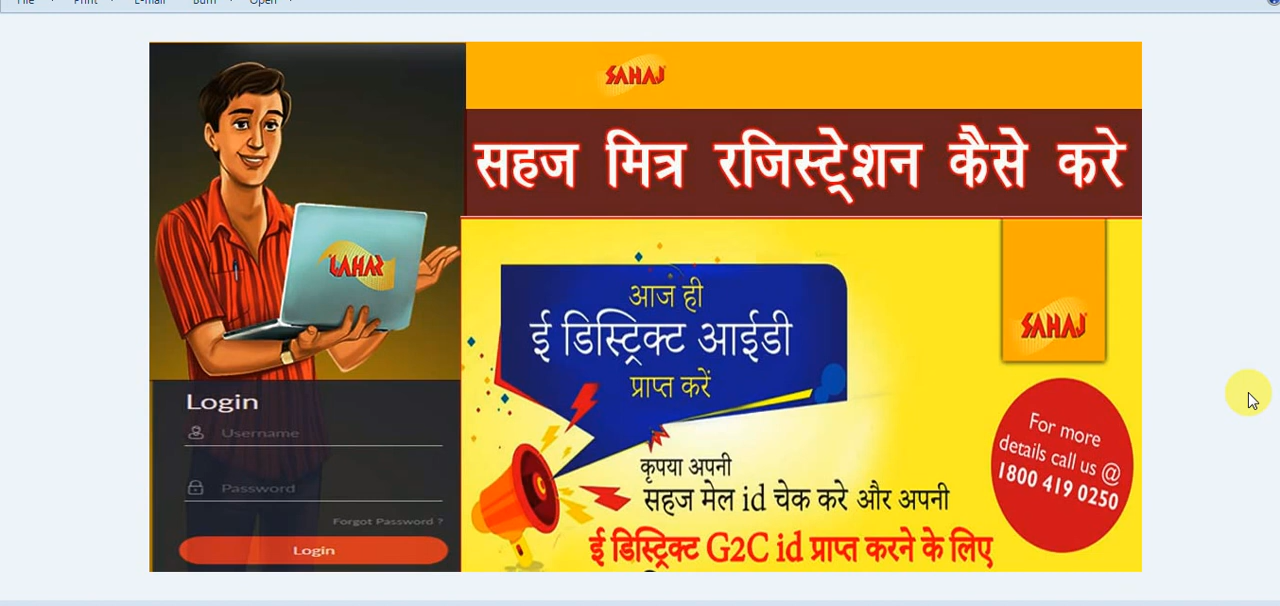 File Print E-mail Burn Open
SAHAJ
सहज मित्र रजिस्ट्रेशन कैसे करे
आज ही
ई डिस्ट्रिक्ट आईडी
प्राप्त करें
SAHAJ
For more
details call us @
1800 419 0250
कृपया अपनी
सहज मेल id चेक करे और अपनी
ई डिस्ट्रिक्ट G2C id प्राप्त करने के लिए
Login
Username
Password
Forgot Password ?
Login